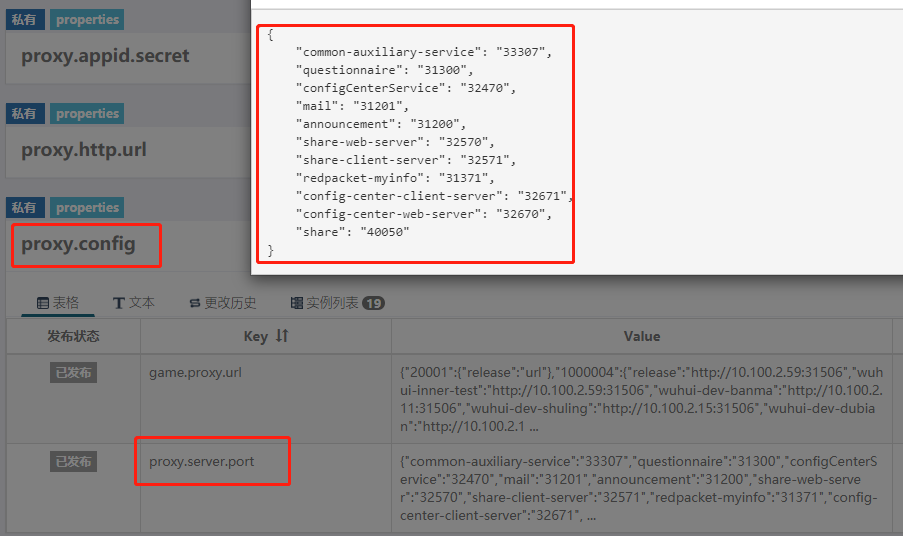 私有 properties
proxy.appid.secret
私有 properties
proxy.http.url
私有 properties
proxy.config
{
"common-auxiliary-service": "33307",
"questionnaire": "31300",
"configCenterService": "32470",
"mail": "31201",
"announcement": "31200",
"share-web-server": "32570",
"share-client-server": "32571",
"redpacket-myinfo": "31371",
"config-center-client-server": "32671",
"config-center-web-server": "32670",
"share": "40050"
}
表格 文本 更改历史 实例列表 19
发布状态 Key Value
已发布 game.proxy.url
{"20001":{"release":"url"},"1000004":{"release":"http://10.100.2.59:31506","wuh
ui-inner-test":"http://10.100.2.59:31506","wuhui-dev-banma":"http://10.100.2.
11:31506","wuhui-dev-shuling":"http://10.100.2.15:31506","wuhui-dev-dubia
n":"http://10.100.2.1 ...
已发布 proxy.server.port
{"common-auxiliary-service":"33307","questionnaire":"31300","configCenterS
ervice":"32470","mail":"31201","announcement":"31200","share-web-serve
r":"32570","share-client-server":"32571","redpacket-myinfo":"31371","config-
center-client-server":"32671", ...